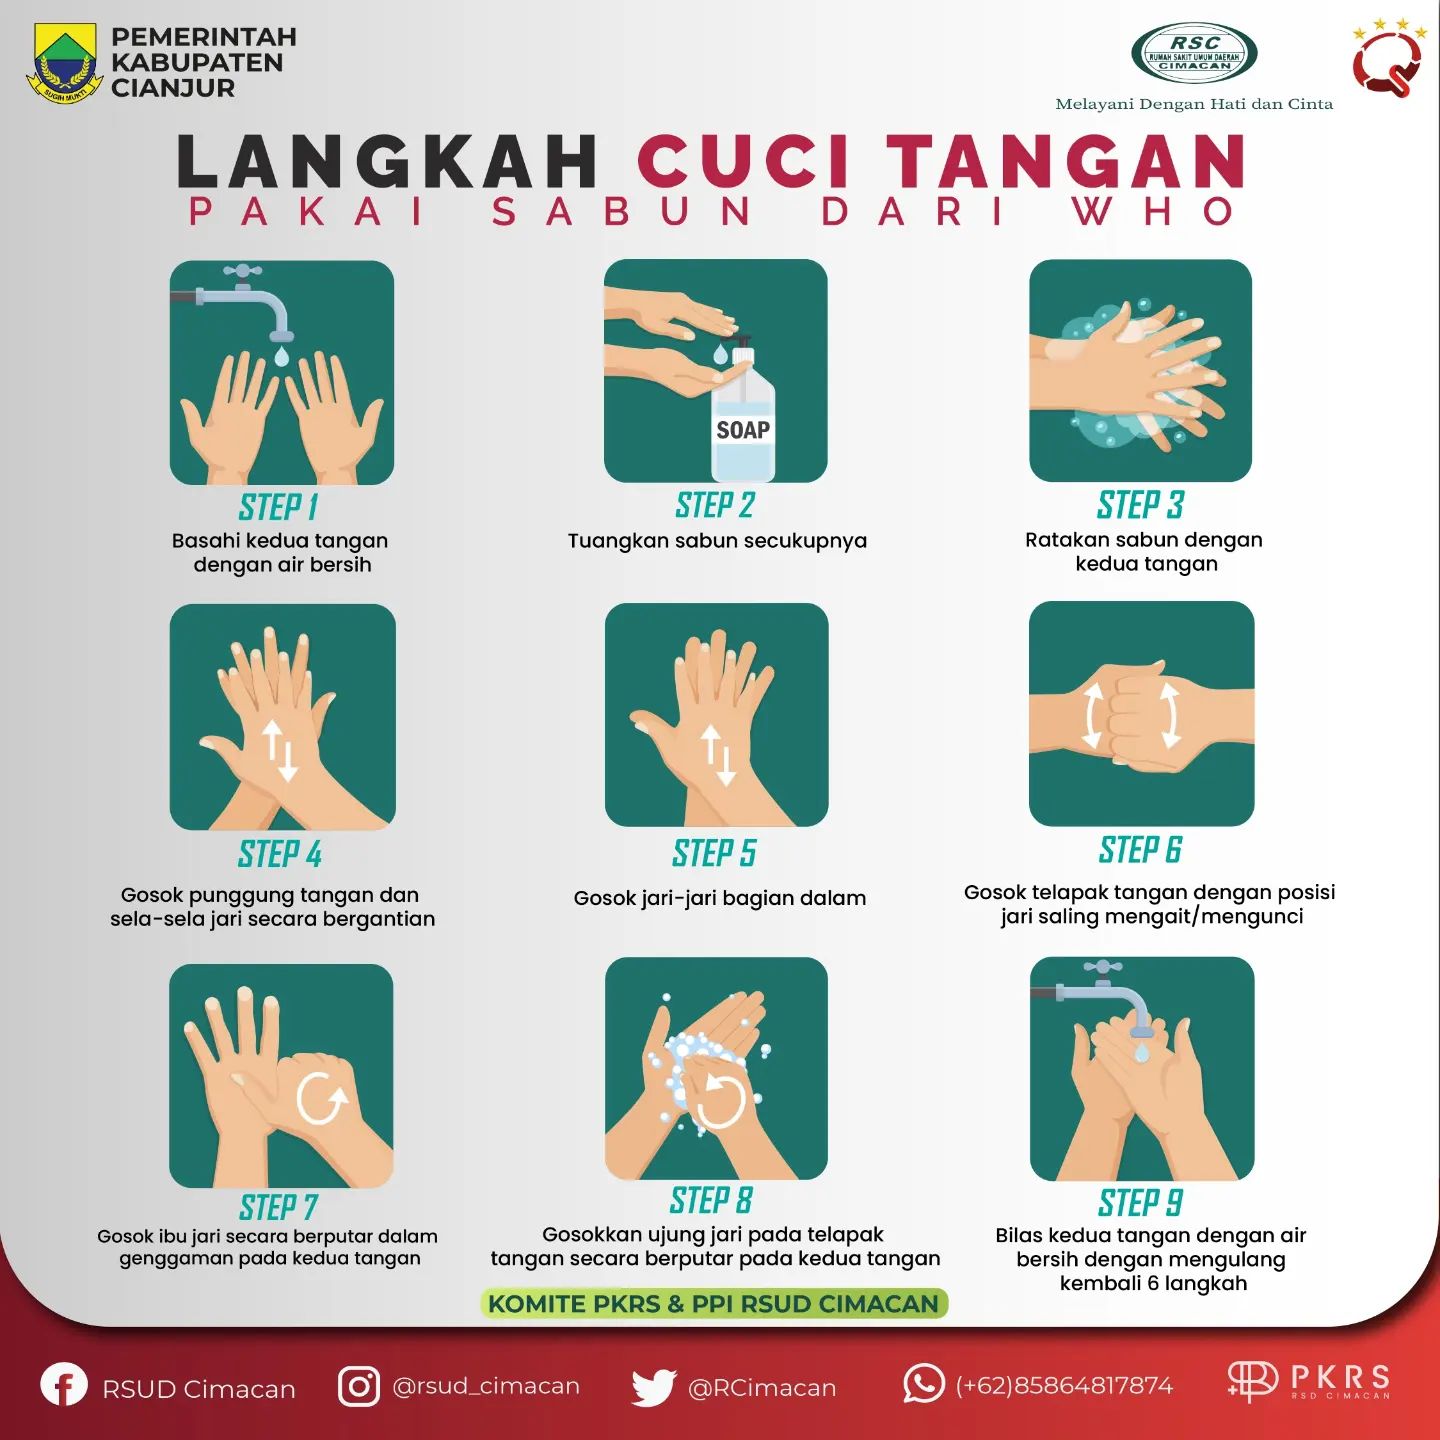 PEMERINTAH
KABUPATEN
CIANJUR
SUGIH MUKTI
RSC
RUMAH SAKIT UMUM DAERAH
CIMACAN
Melayani Dengan Hati dan Cinta
LANGKAH CUCI TANGAN
PAKAI SABUN DARI WHO
SOAP
STEP 1
Basahi kedua tangan
dengan air bersih
STEP 2
Tuangkan sabun secukupnya
STEP 3
Ratakan sabun dengan
kedua tangan
STEP 4
Gosok punggung tangan dan
sela-sela jari secara bergantian
STEP 5
Gosok jari-jari bagian dalam
STEP 6
Gosok telapak tangan dengan posisi
jari saling mengait/mengunci
STEP 7
Gosok ibu jari secara berputar dalam
genggaman pada kedua tangan
STEP 8
Gosokkan ujung jari pada telapak
tangan secara berputar pada kedua tangan
STEP 9
Bilas kedua tangan dengan air
bersih dengan mengulang
kembali 6 langkah
KOMITE PKRS & PPI RSUD CIMACAN
RSUD Cimacan
@rsud_cimacan
@RCimacan
(+62)85864817874
PKRS
RSD CIMACAN